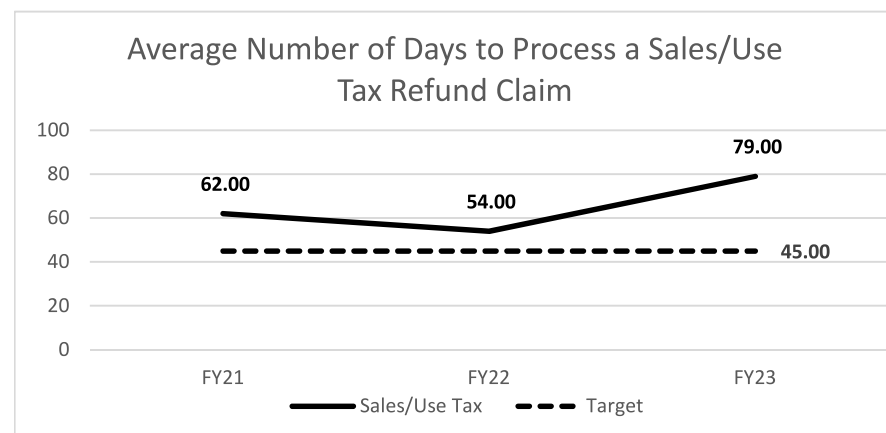 Average Number of Days to Process a Sales/Use
Tax Refund Claim
100
80
60
40
20
0
62.00
54.00
79.00
45.00
FY21
FY22
FY23
Sales/Use Tax
Target